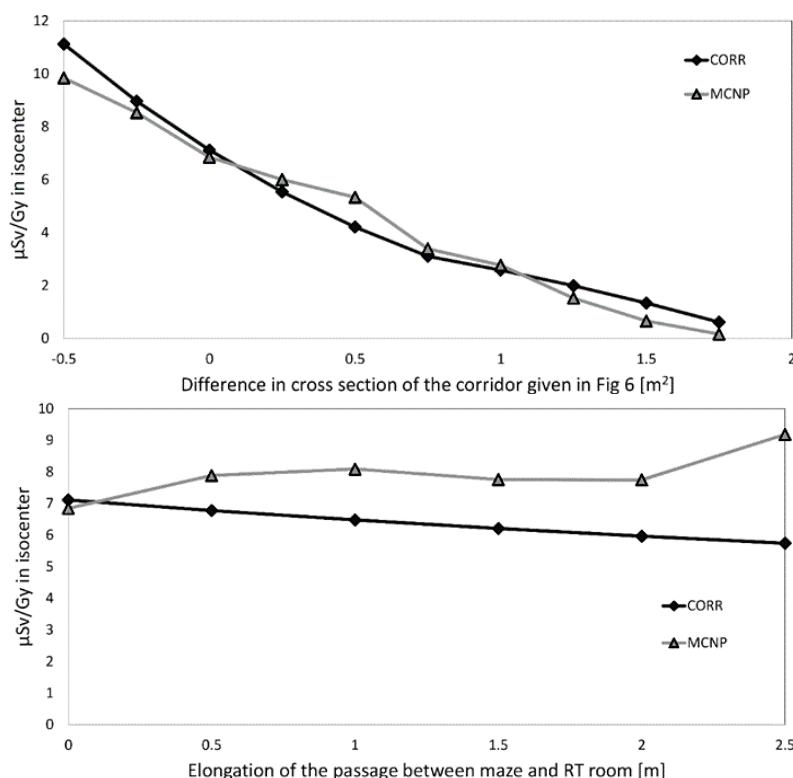 12
10
8
6
4
2
0
-0.5 0 0.5 1 1.5 2
µSv/Gy in isocenter
CORR
MCNP
Difference in cross section of the corridor given in Fig 6 [m²]
10
9
8
7
6
5
4
3
2
1
0
0 0.5 1 1.5 2 2.5
µSv/Gy in isocenter
CORR
MCNP
Elongation of the passage between maze and RT room [m]